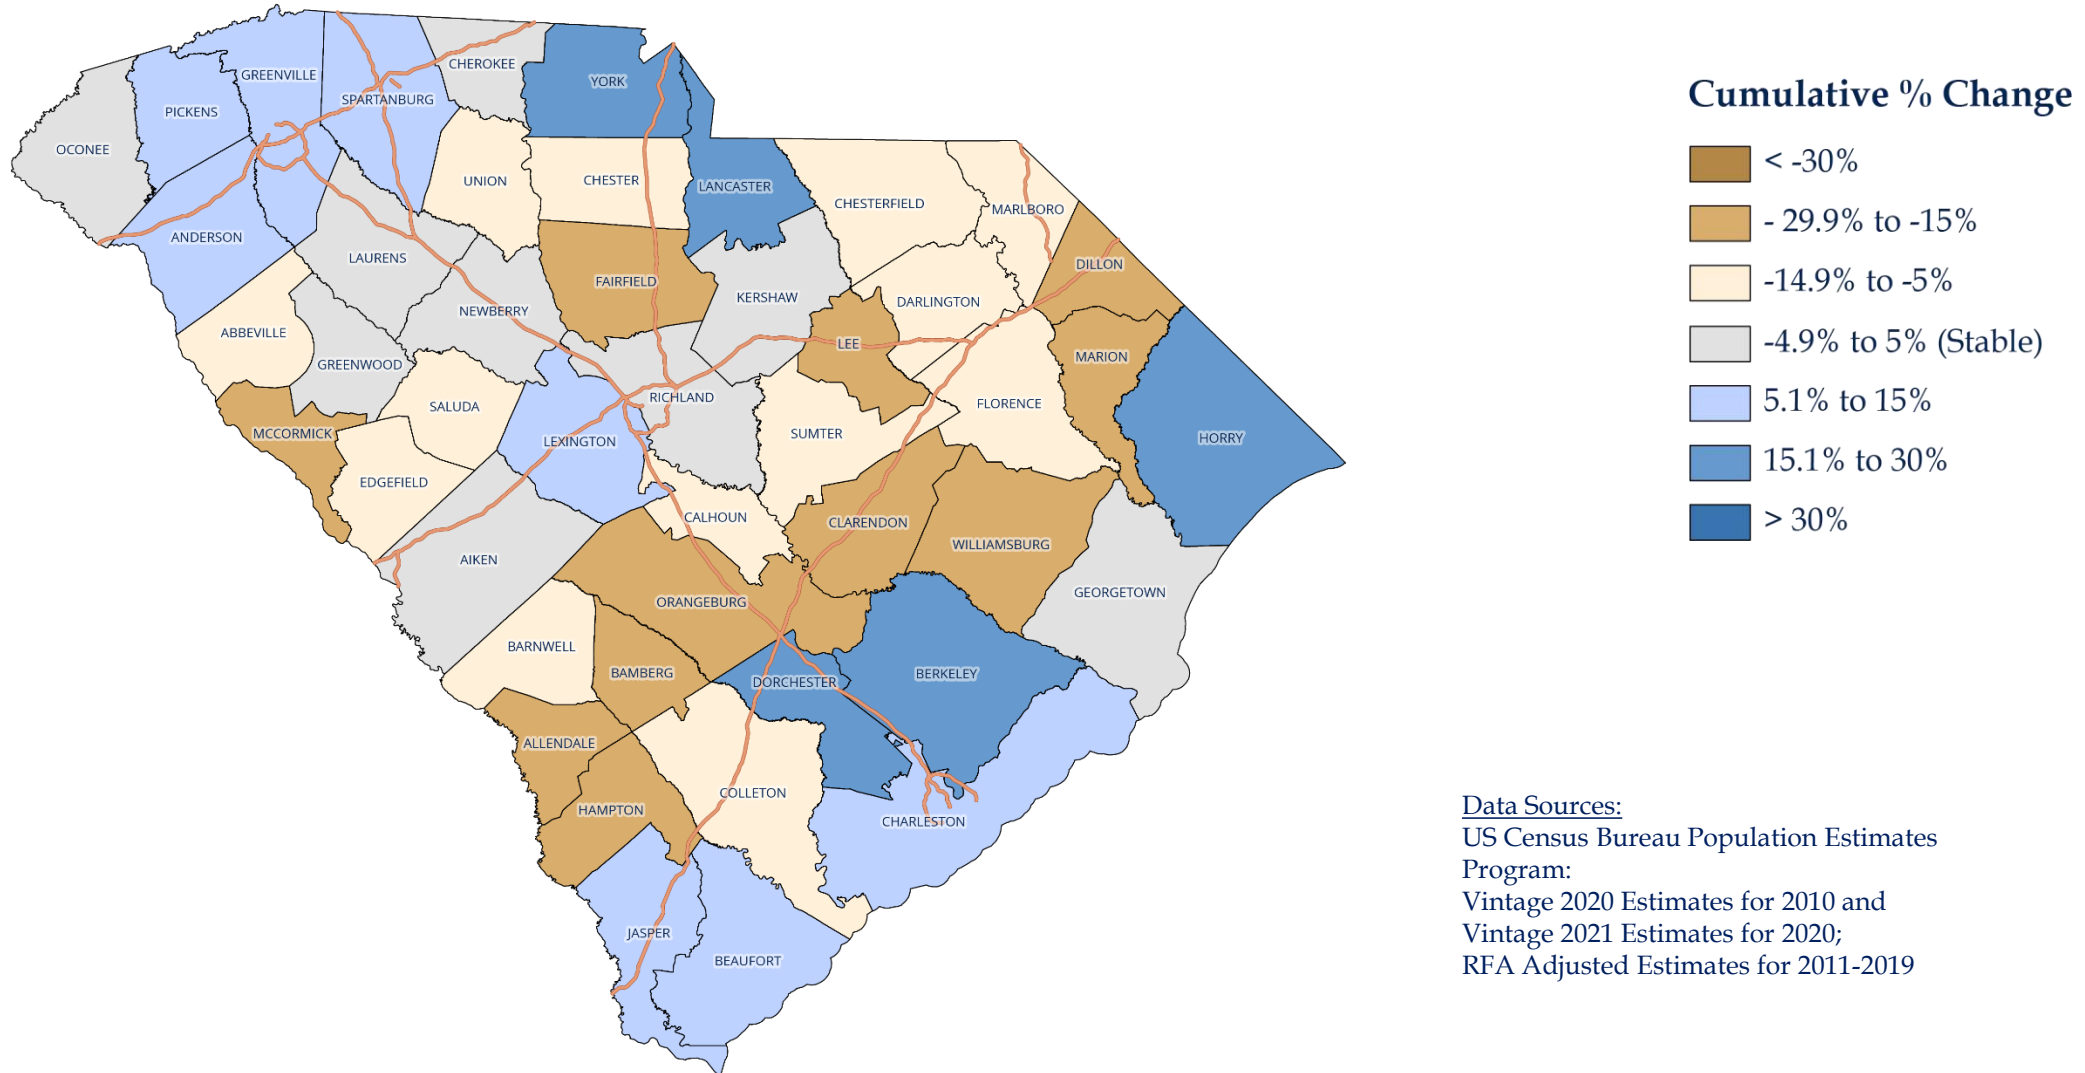 GREENVILLE
CHEROKEE
YORK
SPARTANBURG
PICKENS
OCONEE
UNION
CHESTER
LANCASTER
CHESTERFIELD
MARLBORO
ANDERSON
LAURENS
DILLON
FAIRFIELD
KERSHAW
DARLINGTON
NEWBERRY
ABBEVILLE
LEE
MARION
GREENWOOD
RICHLAND
SALUDA
FLORENCE
MCCORMICK
SUMTER
LEXINGTON
HORRY
EDGEFIELD
CALHOUN
CLARENDON
WILLIAMSBURG
AIKEN
GEORGETOWN
ORANGEBURG
BARNWELL
BAMBERG
BERKELEY
DORCHESTER
ALLENDALE
COLLETON
HAMPTON
CHARLESTON
JASPER
BEAUFORT
Cumulative % Change
< -30%
- 29.9% to -15%
-14.9% to -5%
-4.9% to 5% (Stable)
5.1% to 15%
15.1% to 30%
> 30%
Data Sources:
US Census Bureau Population Estimates
Program:
Vintage 2020 Estimates for 2010 and
Vintage 2021 Estimates for 2020;
RFA Adjusted Estimates for 2011-2019